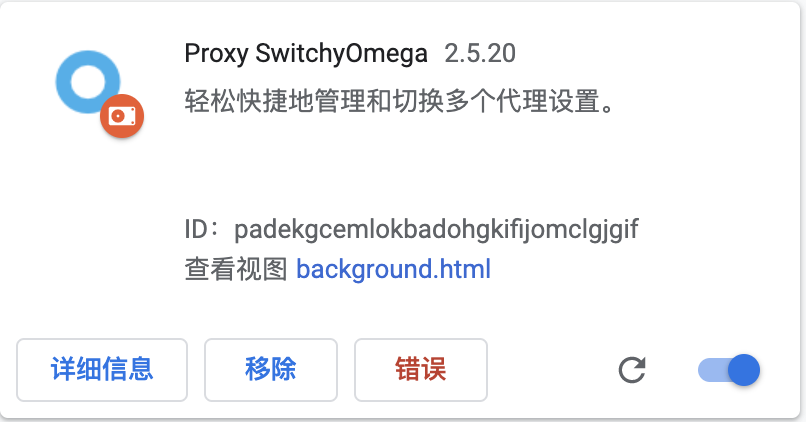 Proxy SwitchyOmega 2.5.20
轻松快捷地管理和切换多个代理设置。
ID：padekgcemlokbadohgkifijomclgjgif
查看视图 background.html
详细信息 移除 错误